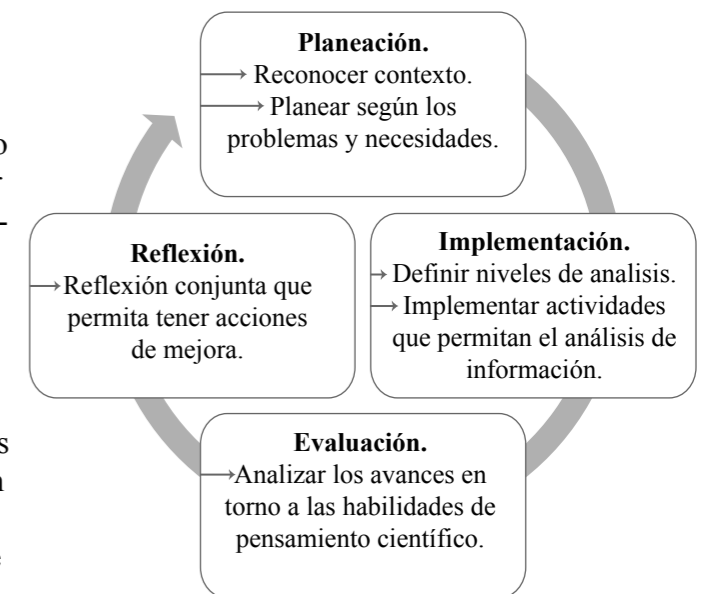 Planeación.
Reconocer contexto.
Planear según los
problemas y necesidades.
Implementación.
Definir niveles de analisis.
Implementar actividades
que permitan el análisis de
información.
Evaluación.
Analizar los avances en
torno a las habilidades de
pensamiento científico.
Reflexión.
Reflexión conjunta que
permita tener acciones
de mejora.